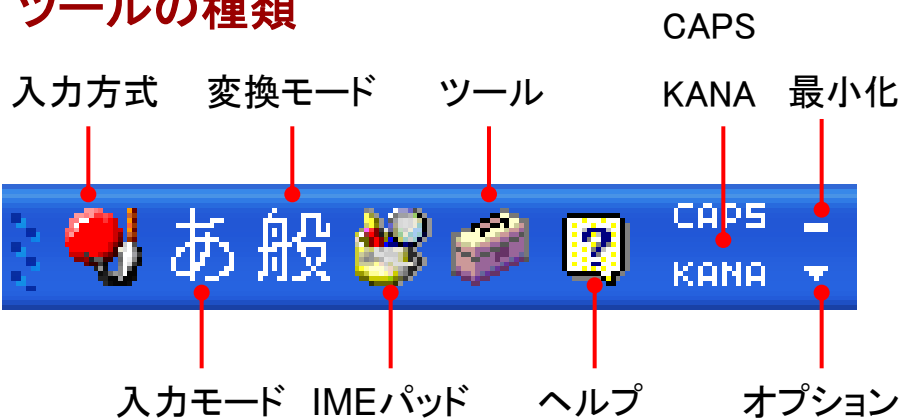 ツールの種類
CAPS
入力方式 変換モード ツール KANA 最小化
あ 般 ? CAPS
KANA
入力モード IMEパッド ヘルプ オプション